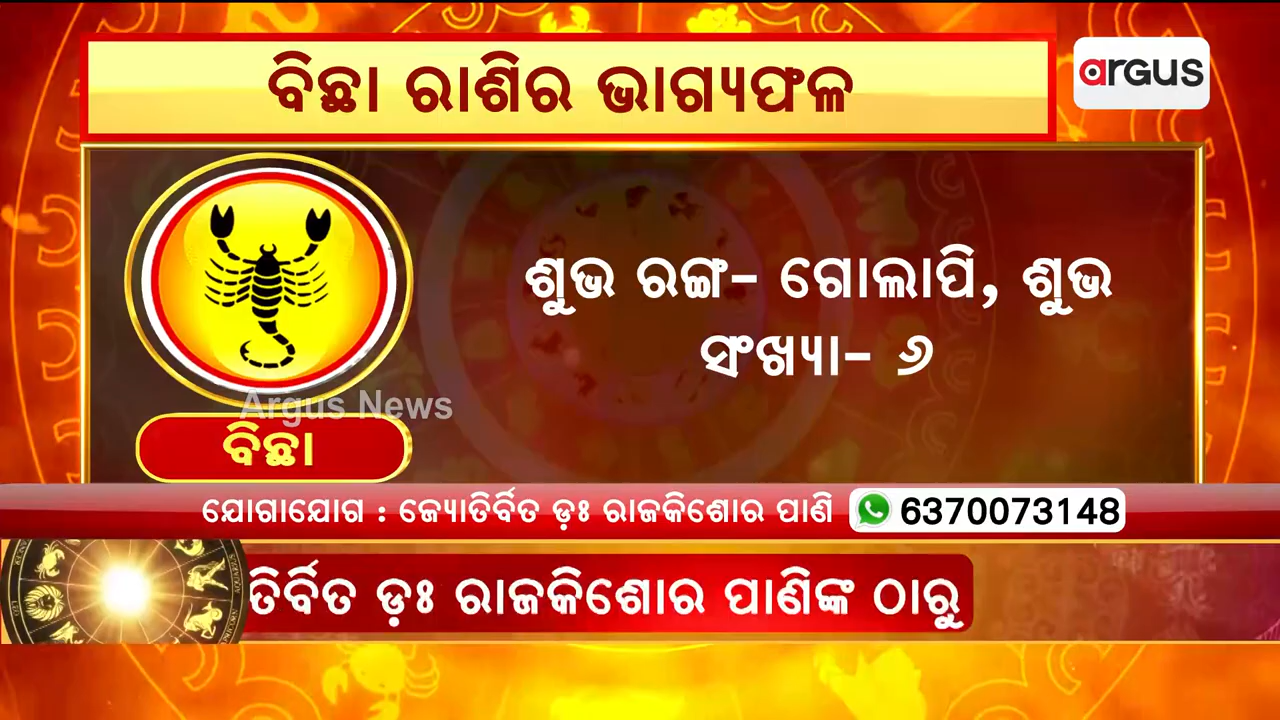 ବିଛା ରାଶିର ଭାଗ୍ୟଫଳ
argus
ଶୁଭ ରଙ୍ଗ- ଗୋଲାପି, ଶୁଭ
ସଂଖ୍ୟା- ୬
Argus News
ବିଛା
ଯୋଗାଯୋଗ : ଜ୍ୟୋତିର୍ବିତ ଡ଼ଃ ରାଜକିଶୋର ପାଣି 6370073148
ତିର୍ବିତ ଡ଼ଃ ରାଜକିଶୋର ପାଣିଙ୍କ ଠାରୁ